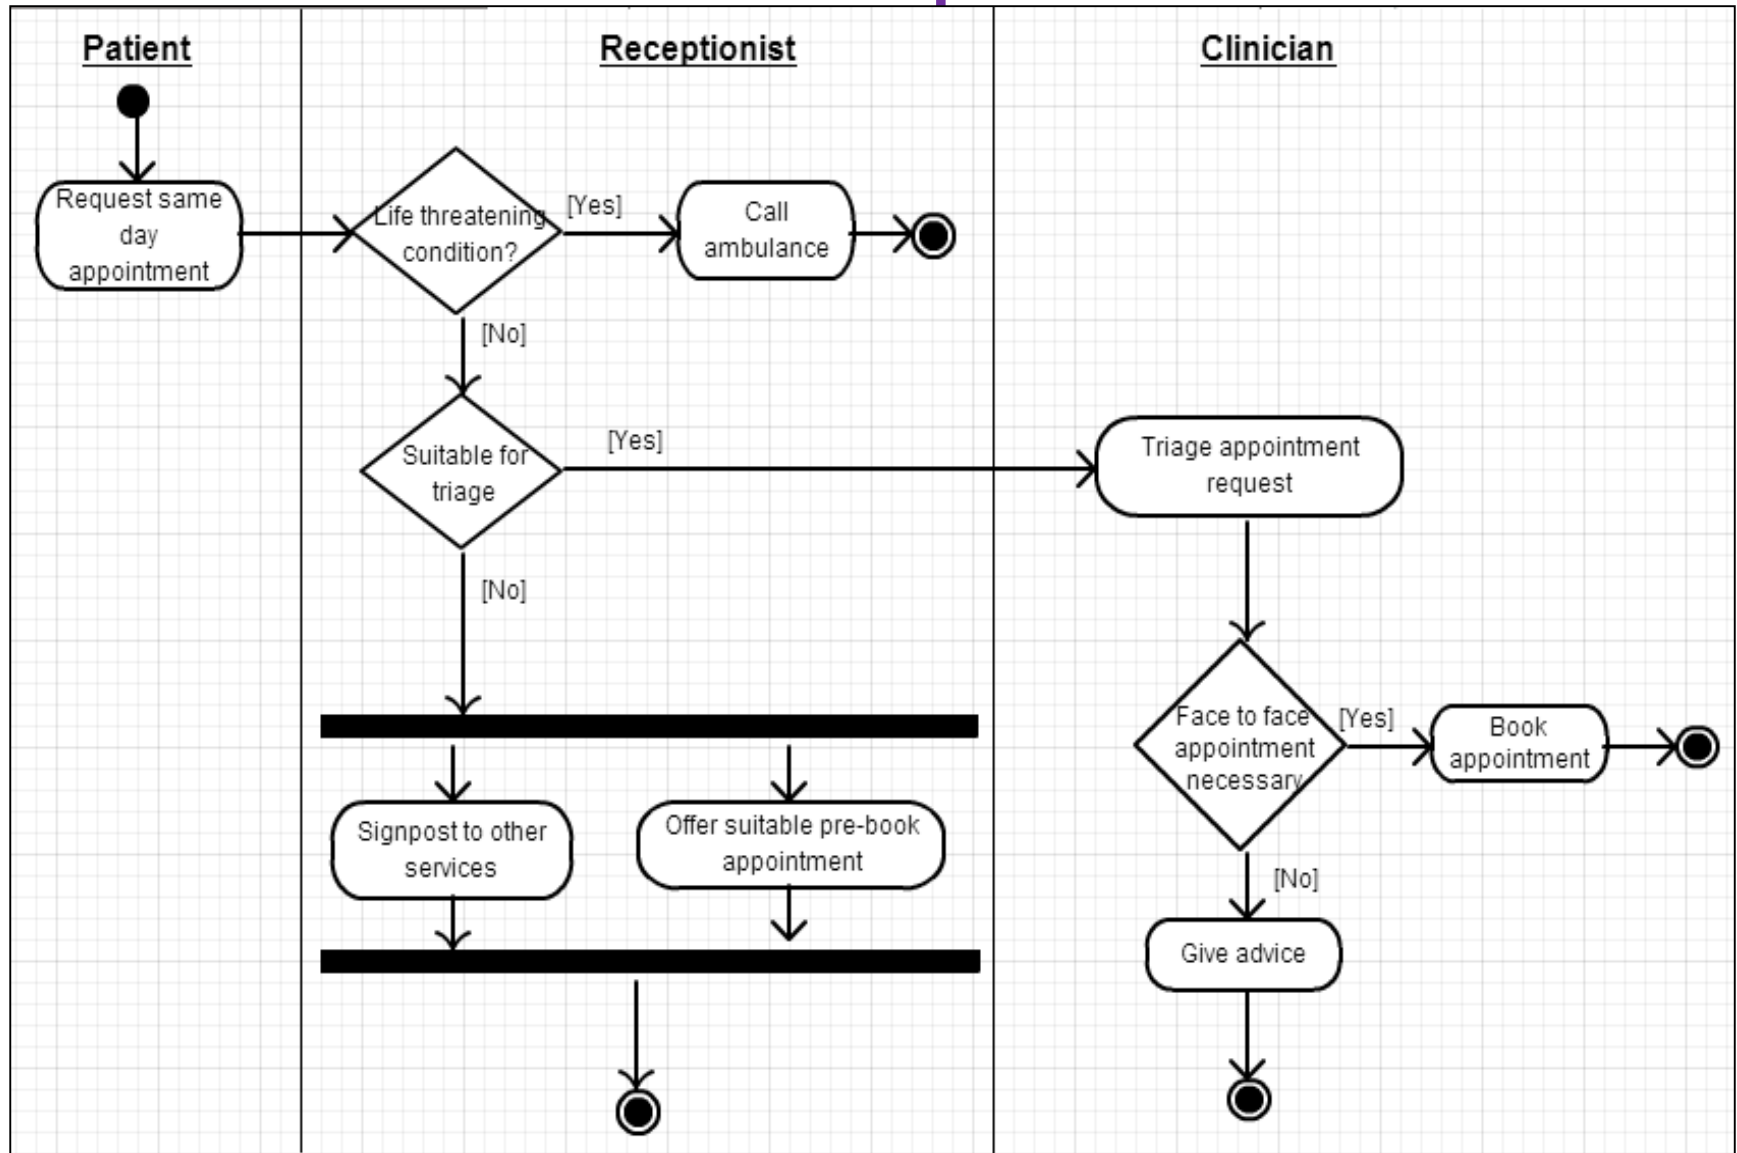 Patient
Receptionist
Clinician
Request same
day
appointment
Life threatening
condition?
[Yes]
Call
ambulance
[No]
Suitable for
triage
[Yes]
Triage appointment
request
[No]
Face to face
appointment
necessary
[Yes]
Book
appointment
Signpost to other
services
Offer suitable pre-book
appointment
[No]
Give advice